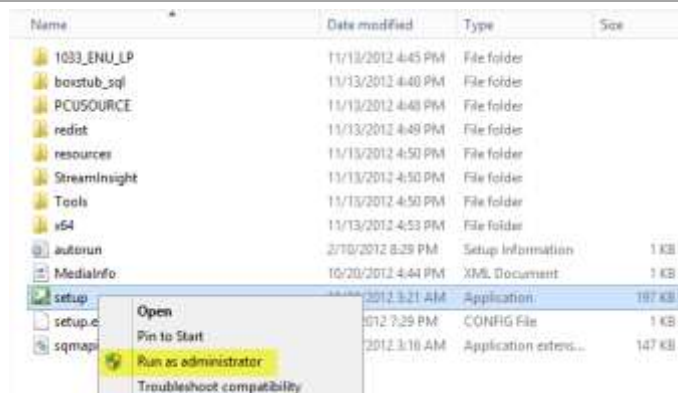 Name Date modified Type Size
1033_ENU_LP 11/13/2012 4:45 PM File folder
boxstub_sql 11/13/2012 4:48 PM File folder
PCUSOURCE 11/13/2012 4:48 PM File folder
redist 11/13/2012 4:49 PM File folder
resources 11/13/2012 4:50 PM File folder
StreamInsight 11/13/2012 4:50 PM File folder
Tools 11/13/2012 4:50 PM File folder
x64 11/13/2012 4:53 PM File folder
autorun 2/10/2012 8:29 PM Setup Information 1 KB
MediaInfo 10/20/2012 4:44 PM XML Document 1 KB
setup 2012 3:21 AM Application 197 KB
Open
setup.e 2012 7:29 PM CONFIG File 1 KB
Pin to Start
sqmapi 2012 3:18 AM Application extens... 147 KB
Run as administrator
Troubleshoot compatibility